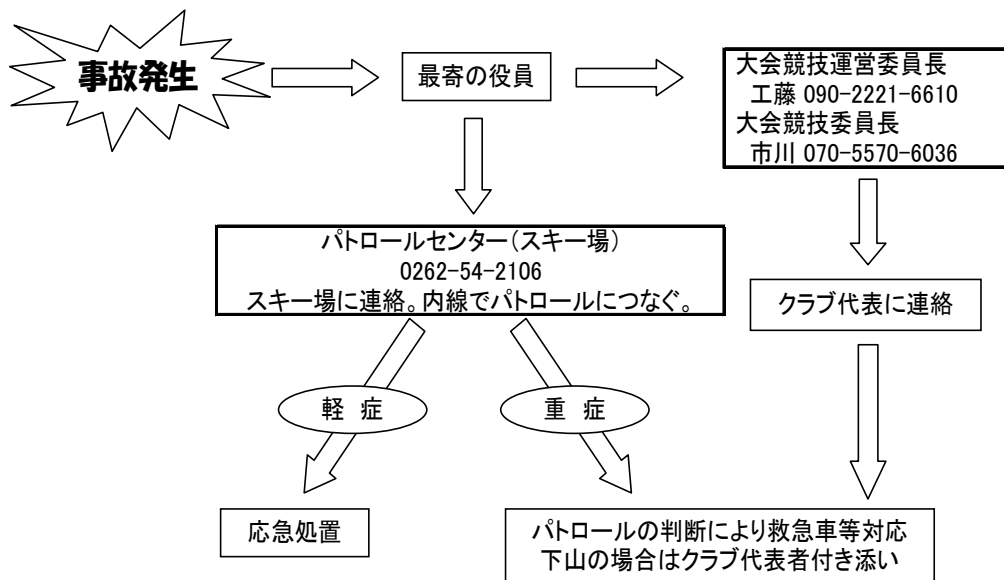 事故発生
最寄の役員
大会競技運営委員長
工藤 090-2221-6610
大会競技委員長
市川 070-5570-6036
パトロールセンター(スキー場)
0262-54-2106
スキー場に連絡。内線でパトロールにつなぐ。
クラブ代表に連絡
軽 症
重 症
応急処置
パトロールの判断により救急車等対応
下山の場合はクラブ代表者付き添い